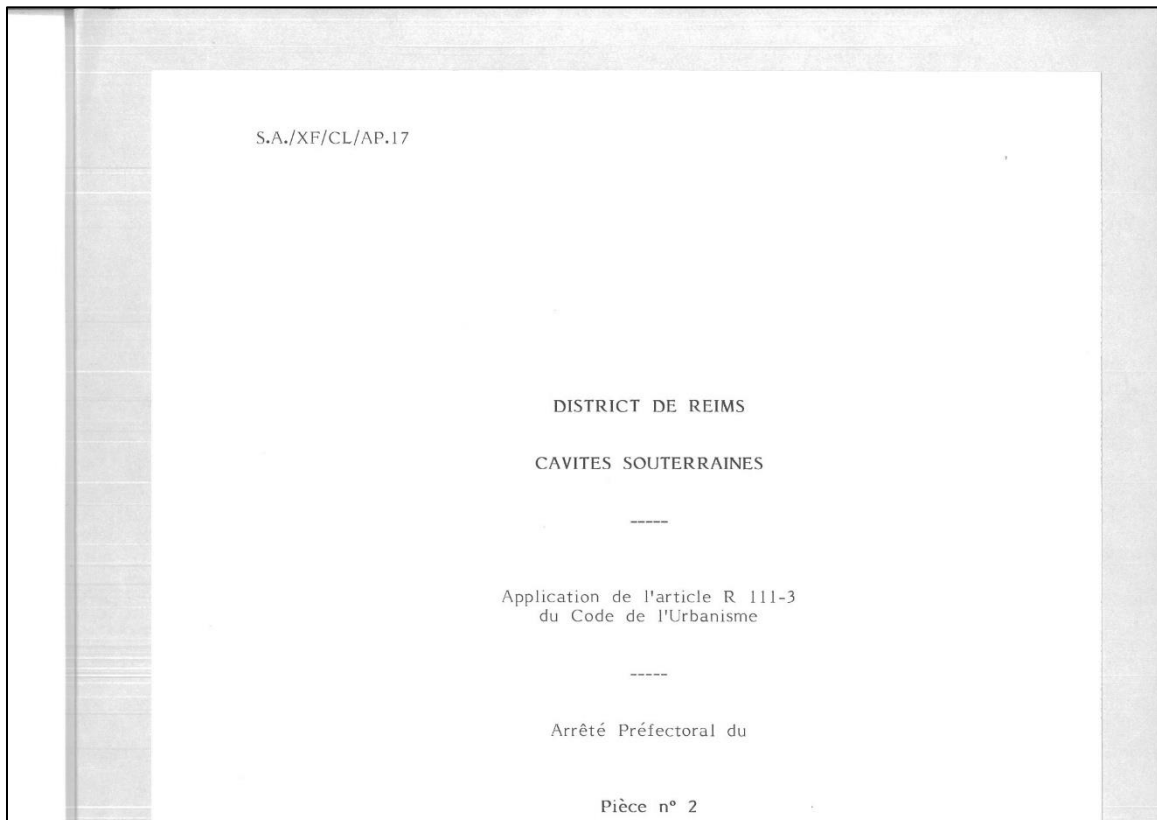 S.A./XF/CL/AP.17
DISTRICT DE REIMS
CAVITES SOUTERRAINES
-----
Application de l'article R 111-3
du Code de l'Urbanisme
-----
Arrêté Préfectoral du
Pièce n° 2